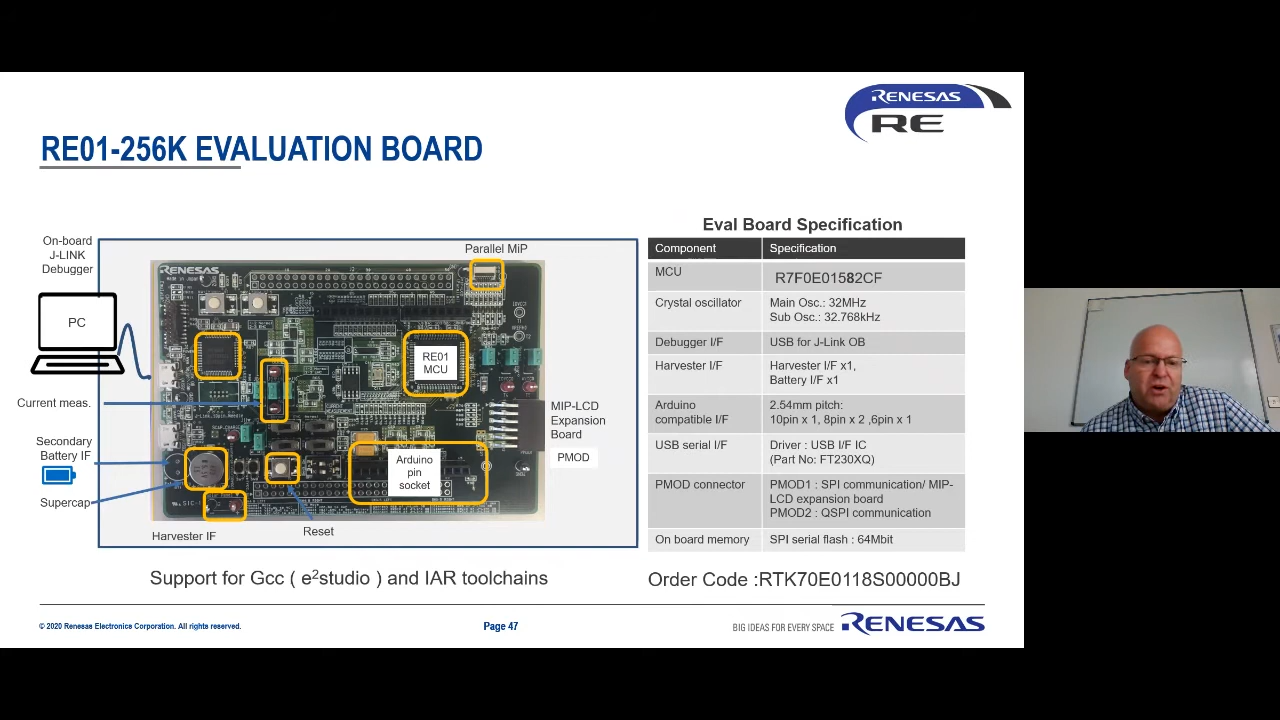 RENESAS
RE
RE01-256K EVALUATION BOARD
On-board
J-LINK
Debugger
Parallel MiP
RENESAS
PC
RE01
MCU
Current meas.
MIP-LCD
Expansion
Board
PMOD
Secondary
Battery IF
Arduino
pin
socket
Supercap
Harvester IF
Reset
Support for Gcc ( e²studio ) and IAR toolchains
Eval Board Specification
Component Specification
MCU R7F0E01582CF
Crystal oscillator Main Osc.: 32MHz
Sub Osc.: 32.768kHz
Debugger I/F USB for J-Link OB
Harvester I/F Harvester I/F x1,
Battery I/F x1
Arduino 2.54mm pitch:
compatible I/F 10pin x 1, 8pin x 2 ,6pin x 1
USB serial I/F Driver : USB I/F IC
(Part No: FT230XQ)
PMOD connector PMOD1 : SPI communication/ MIP-
LCD expansion board
PMOD2 : QSPI communication
On board memory SPI serial flash : 64Mbit
Order Code :RTK70E0118S00000BJ
© 2020 Renesas Electronics Corporation. All rights reserved.
Page 47
BIG IDEAS FOR EVERY SPACE RENESAS